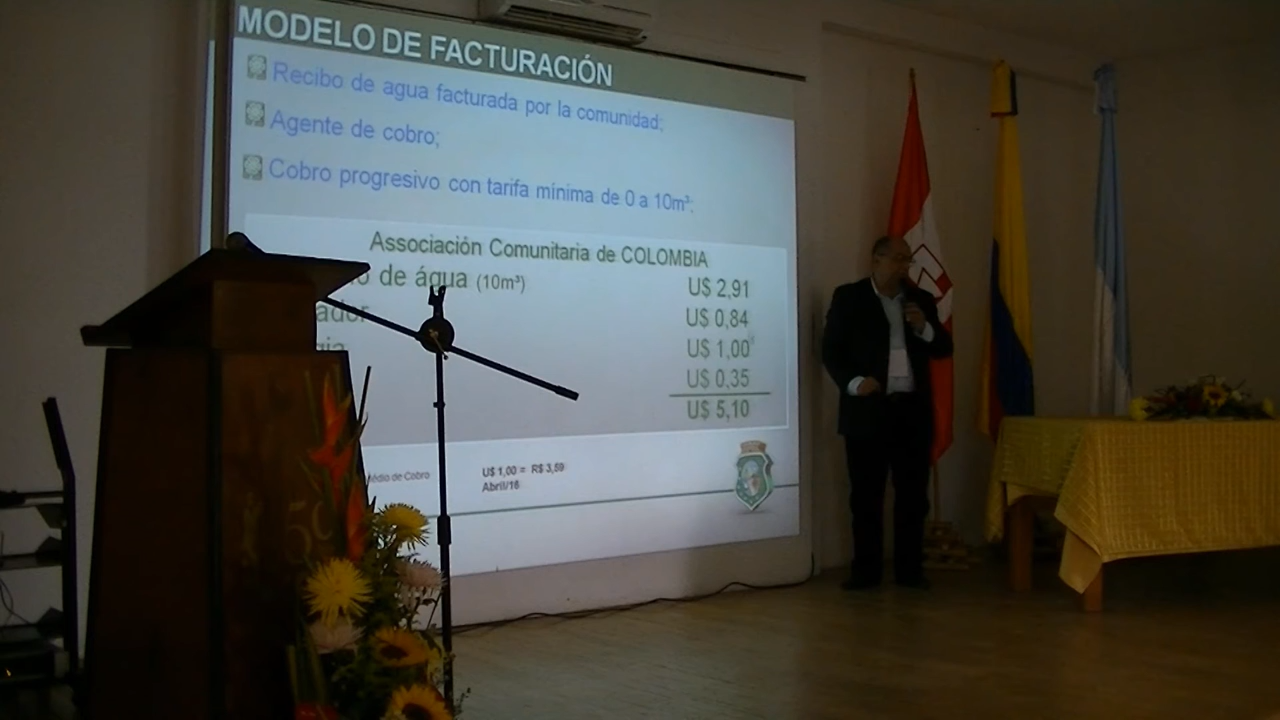 MODELO DE FACTURACIÓN
Recibo de agua facturada por la comunidad;
Agente de cobro;
Cobro progresivo con tarifa mínima de 0 a 10m³;
Associación Comunitaria de COLOMBIA
de água (10m³) U$ 2,91
U$ 0,84
U$ 1,00
U$ 0,35
U$ 5,10
de Cobro
U$ 1,00 = R$ 3,59
Abril/16